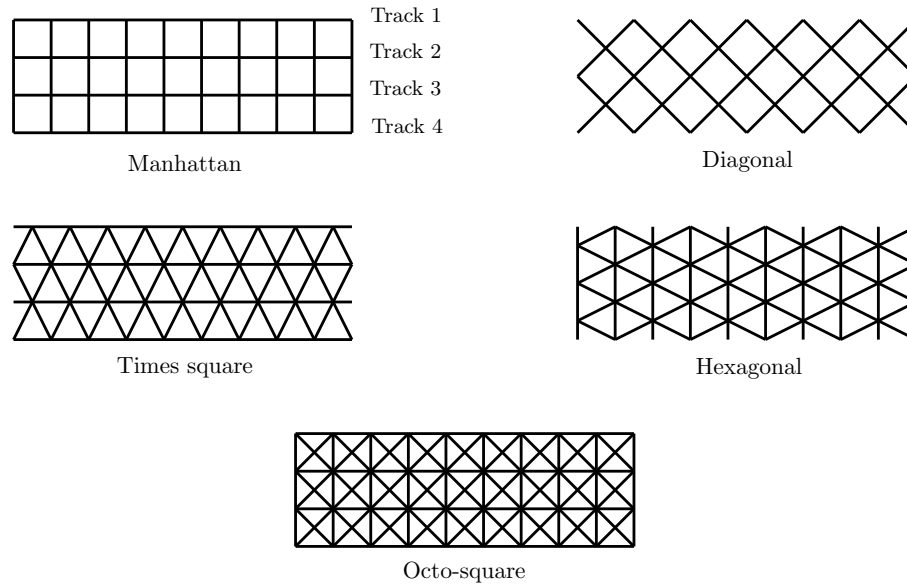 Track 1
Track 2
Track 3
Track 4
Manhattan
Diagonal
Times square
Hexagonal
Octo-square